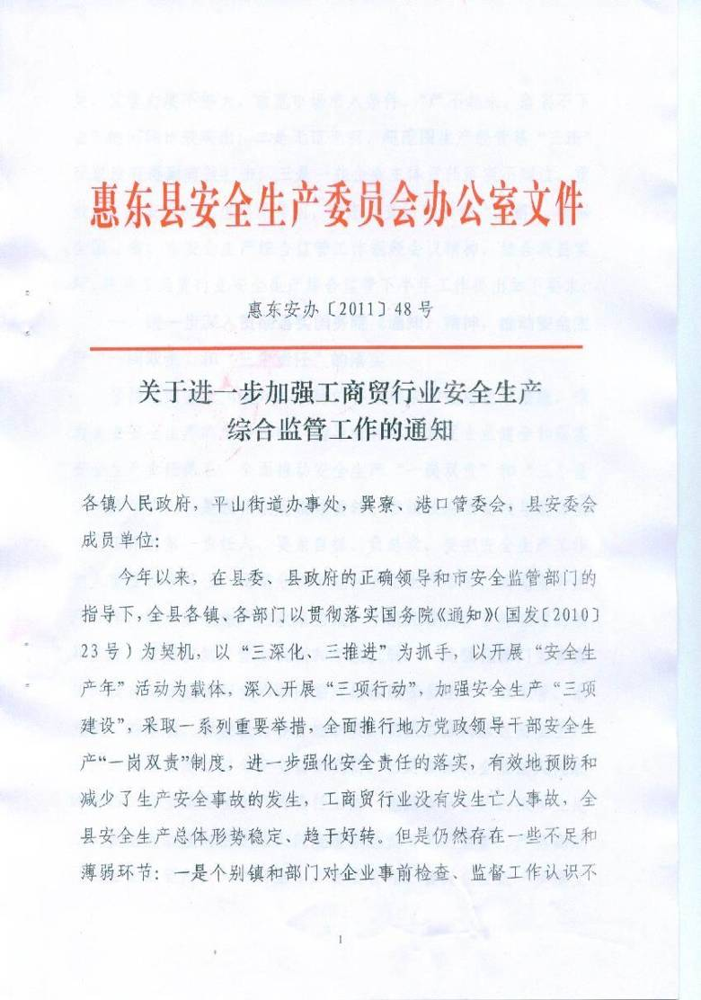 惠东县安全生产委员会办公室文件
惠东安办〔2011〕48号
关于进一步加强工商贸行业安全生产
综合监管工作的通知
各镇人民政府，平山街道办事处，巽寮、港口管委会，县安委会
成员单位：
今年以来，在县委、县政府的正确领导和市安全监管部门的
指导下，全县各镇、各部门以贯彻落实国务院《通知》（国发〔2010〕
23号）为契机，以“三深化、三推进”为抓手，以开展“安全生
产年”活动为载体，深入开展“三项行动”，加强安全生产“三项
建设”，采取一系列重要举措，全面推行地方党政领导干部安全生
产“一岗双责”制度，进一步强化安全责任的落实，有效地预防和
减少了生产安全事故的发生，工商贸行业没有发生亡人事故，全
县安全生产总体形势稳定、趋于好转。但是仍然存在一些不足和
薄弱环节：一是个别镇和部门对企业事前检查、监督工作认识不
1